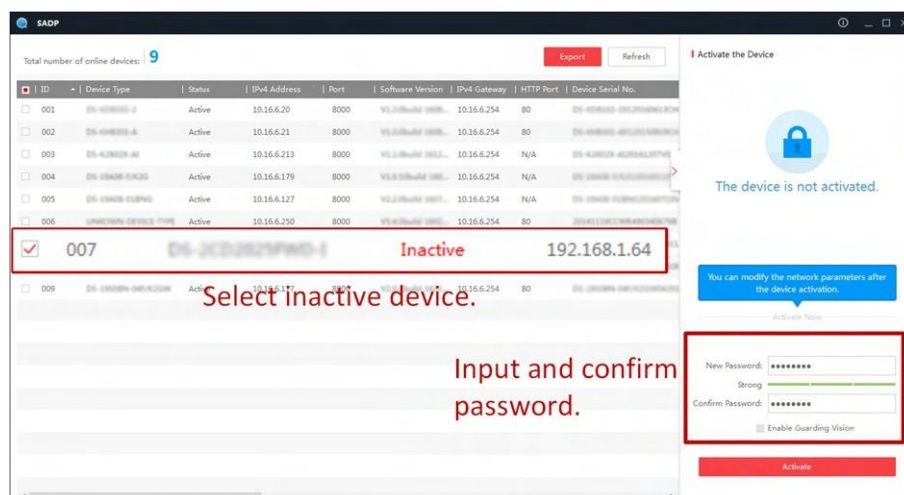 SADP
Total number of online devices: 9
Export
Refresh
ID Device Type Status IPv4 Address Port Software Version IPv4 Gateway HTTP Port Device Serial No.
001 Active 10.16.6.20 8000 10.16.6.254 80
002 Active 10.16.6.21 8000 10.16.6.254 80
003 Active 10.16.6.213 8000 10.16.6.254 N/A
004 Active 10.16.6.179 8000 10.16.6.254 N/A
005 Active 10.16.6.127 8000 10.16.6.254 N/A
006 UNKNOWN DEVICE TYPE Active 10.16.6.250 8000 10.16.6.254 80
007 Inactive 192.168.1.64
009 10.16.6.254 80
Select inactive device.
Input and confirm
password.
Activate the Device
The device is not activated.
You can modify the network parameters after
the device activation.
Activate Now
New Password: ••••••••
Strong
Confirm Password: ••••••••
Enable Guarding Vision
Activate